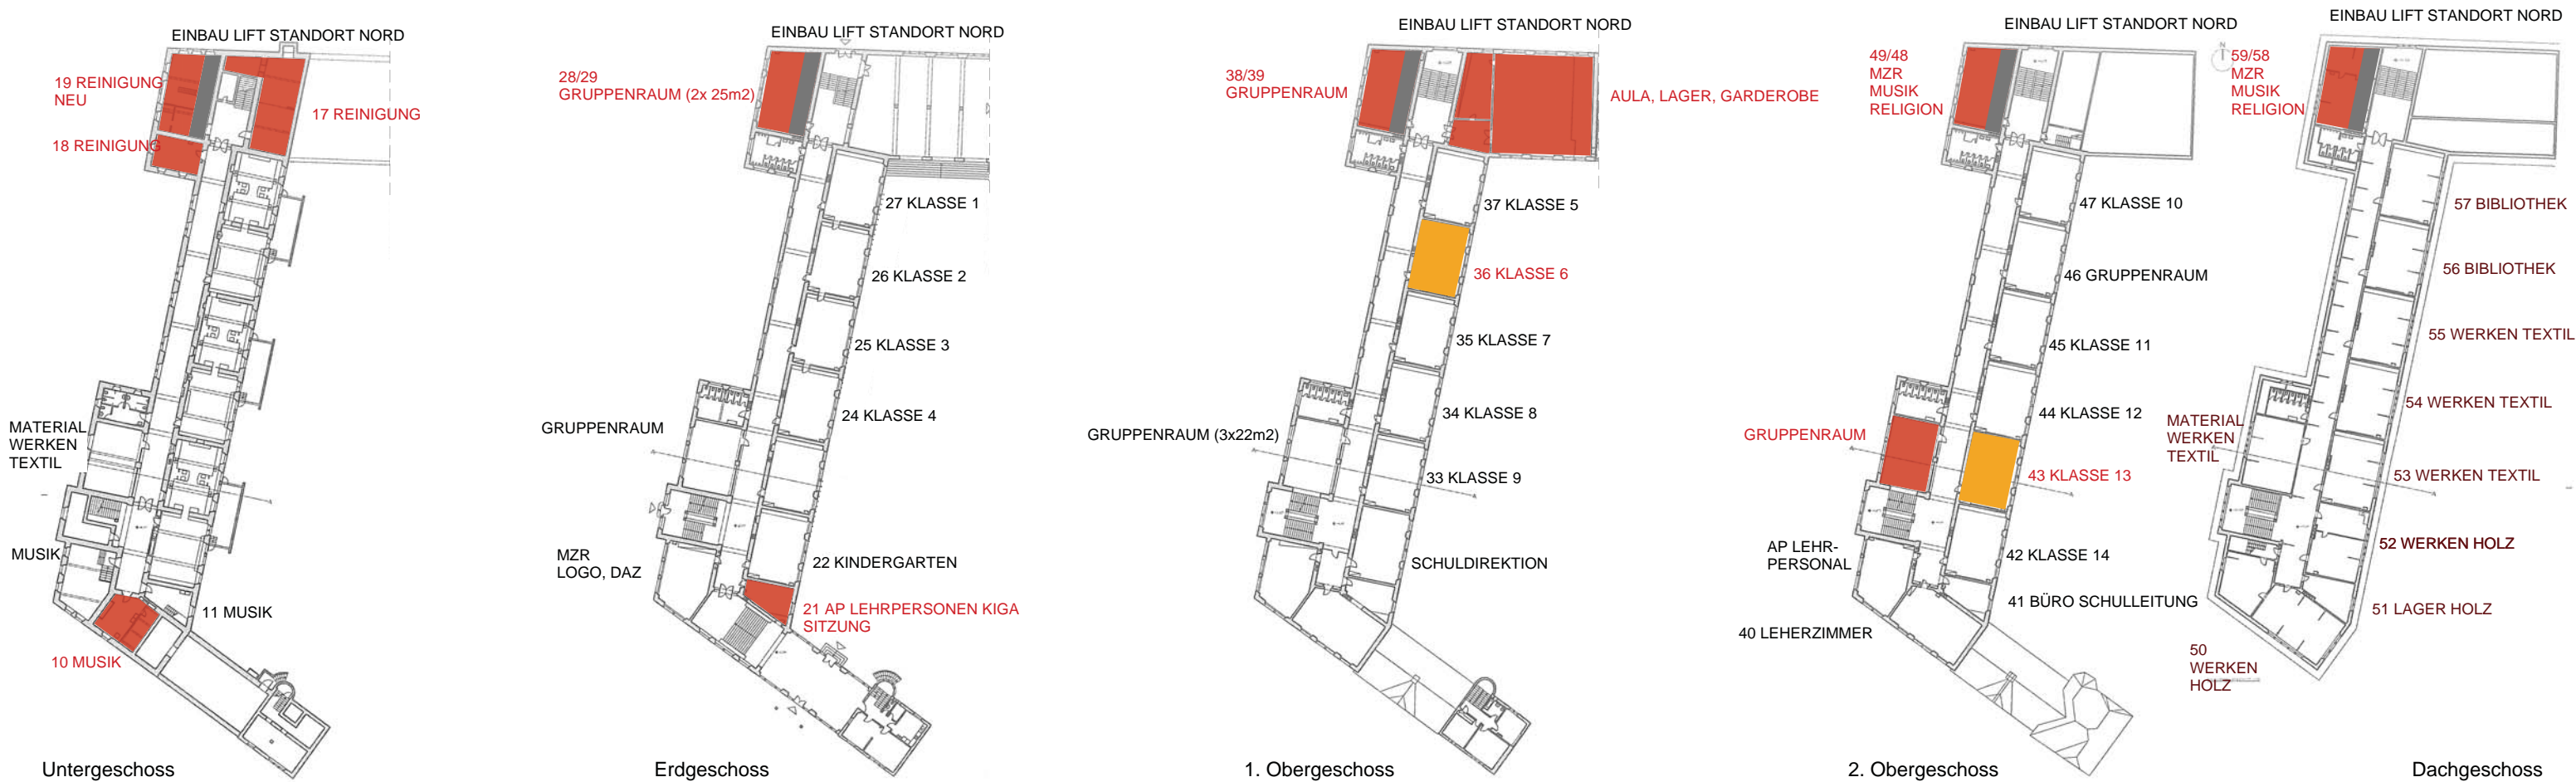 EINBAU LIFT STANDORT NORD
19 REINIGUNG
NEU
17 REINIGUNG
18 REINIGUNG
MATERIAL
WERKEN
TEXTIL
MUSIK
11 MUSIK
10 MUSIK
Untergeschoss
EINBAU LIFT STANDORT NORD
28/29
GRUPPENRAUM (2x 25m2)
27 KLASSE 1
26 KLASSE 2
25 KLASSE 3
24 KLASSE 4
GRUPPENRAUM
MZR
LOGO, DAZ
22 KINDERGARTEN
21 AP LEHRPERSONEN KIGA
SITZUNG
Erdgeschoss
EINBAU LIFT STANDORT NORD
38/39
GRUPPENRAUM
AULA, LAGER, GARDEROBE
37 KLASSE 5
36 KLASSE 6
35 KLASSE 7
34 KLASSE 8
GRUPPENRAUM (3x22m2)
33 KLASSE 9
SCHULDIREKTION
1. Obergeschoss
EINBAU LIFT STANDORT NORD
49/48
MZR
MUSIK
RELIGION
47 KLASSE 10
46 GRUPPENRAUM
45 KLASSE 11
44 KLASSE 12
GRUPPENRAUM
43 KLASSE 13
AP LEHR-
PERSONAL
42 KLASSE 14
41 BÜRO SCHULLEITUNG
40 LEHERZIMMER
2. Obergeschoss
EINBAU LIFT STANDORT NORD
N
59/58
MZR
MUSIK
RELIGION
57 BIBLIOTHEK
56 BIBLIOTHEK
55 WERKEN TEXTIL
54 WERKEN TEXTIL
MATERIAL
WERKEN
TEXTIL
53 WERKEN TEXTIL
52 WERKEN HOLZ
51 LAGER HOLZ
50
WERKEN
HOLZ
Dachgeschoss